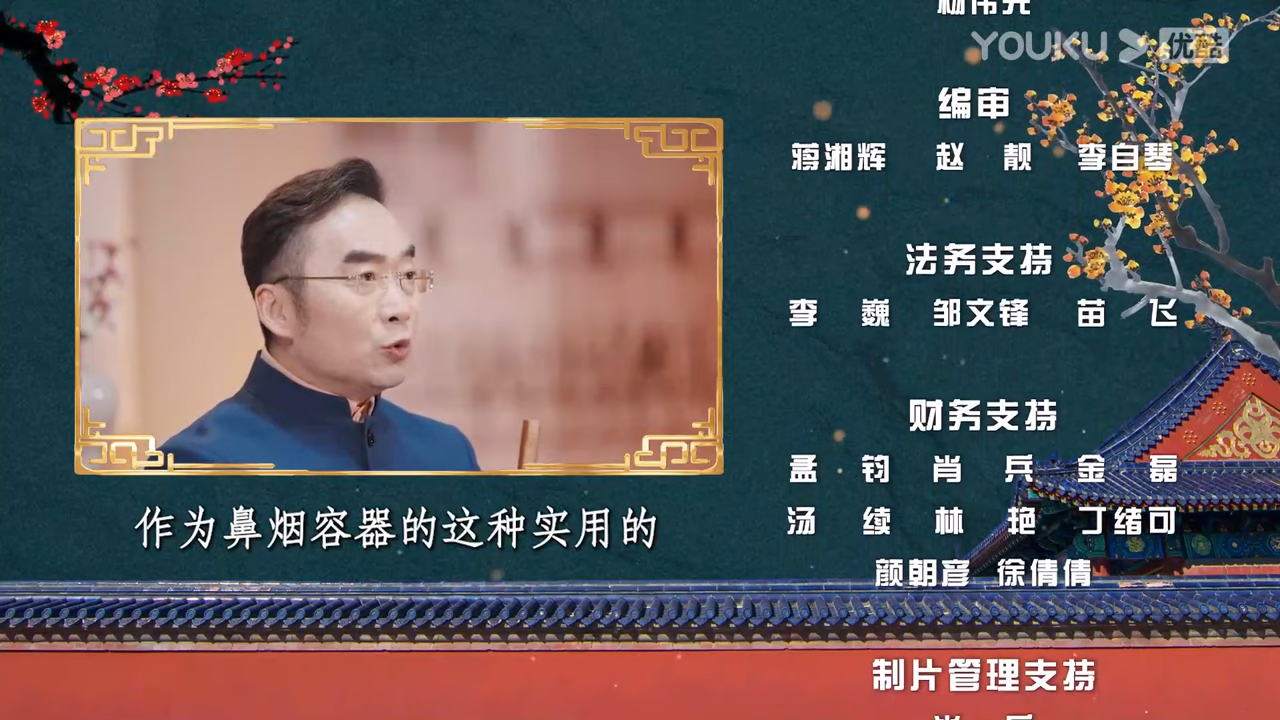 YOUKU 优酷
编审
蒋湘辉 赵靓 李自琴
法务支持
李巍 邹文锋 苗飞
财务支持
孟钧 肖兵 金磊
汤续 林艳 丁绪可
颜朝彦 徐倩倩
制片管理支持
作为鼻烟容器的这种实用的